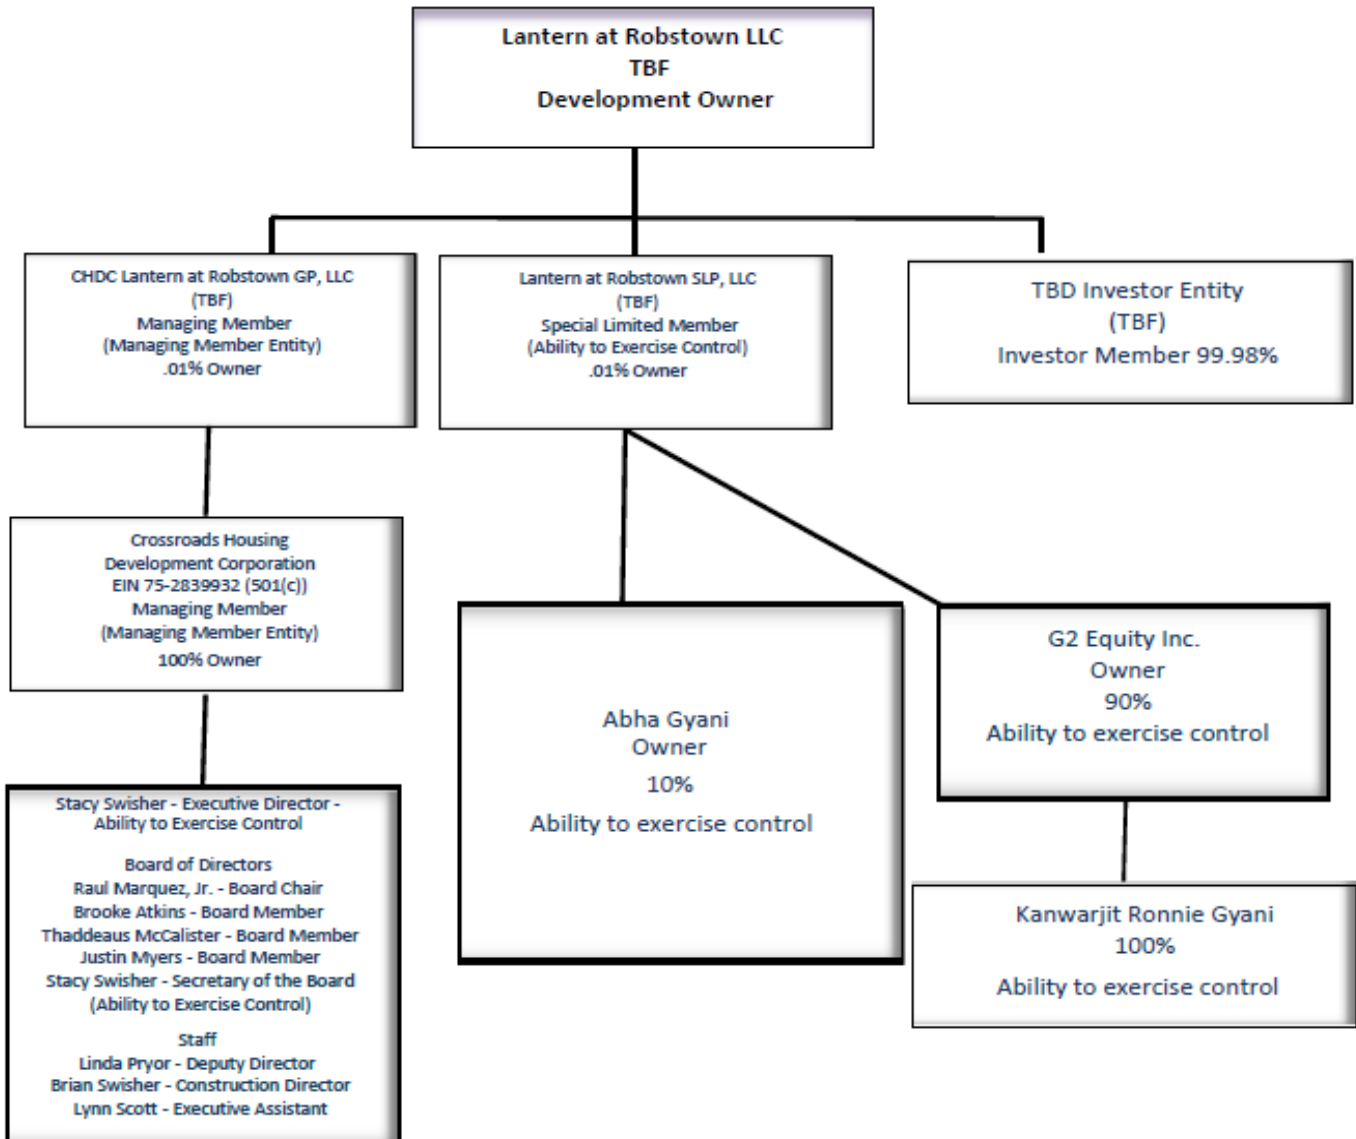 Lantern at Robstown LLC
TBF
Development Owner
CHDC Lantern at Robstown GP, LLC
(TBF)
Managing Member
(Managing Member Entity)
.01% Owner
Lantern at Robstown SLP, LLC
(TBF)
Special Limited Member
(Ability to Exercise Control)
.01% Owner
TBD Investor Entity
(TBF)
Investor Member 99.98%
Crossroads Housing
Development Corporation
EIN 75-2839932 (501(c))
Managing Member
(Managing Member Entity)
100% Owner
Abha Gyani
Owner
10%
Ability to exercise control
G2 Equity Inc.
Owner
90%
Ability to exercise control
Stacy Swisher - Executive Director -
Ability to Exercise Control
Board of Directors
Raul Marquez, Jr. - Board Chair
Brooke Atkins - Board Member
Thaddeaus McCalister - Board Member
Justin Myers - Board Member
Stacy Swisher - Secretary of the Board
(Ability to Exercise Control)
Staff
Linda Pryor - Deputy Director
Brian Swisher - Construction Director
Lynn Scott - Executive Assistant
Kanwarjit Ronnie Gyani
100%
Ability to exercise control